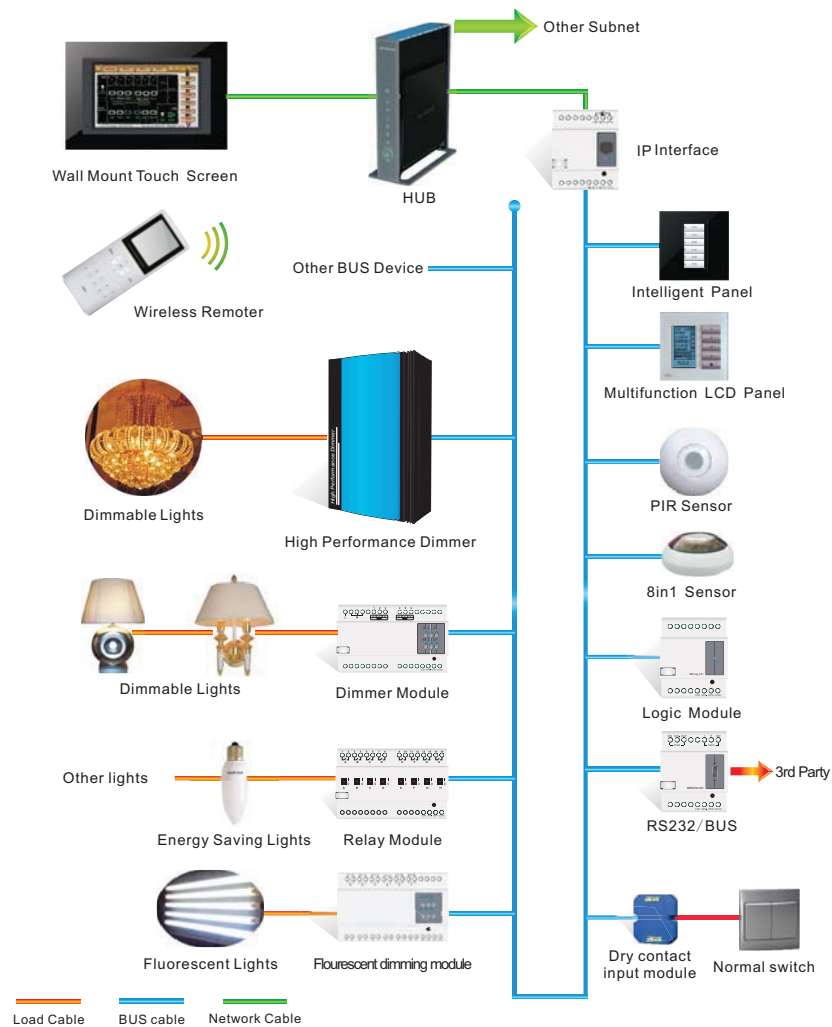 Other Subnet
IP Interface
Wall Mount Touch Screen
HUB
Other BUS Device
Intelligent Panel
Wireless Remoter
Multifunction LCD Panel
High Performance Dimmer
Dimmable Lights
PIR Sensor
High Performance Dimmer
8in1 Sensor
Dimmable Lights
Dimmer Module
Logic Module
Other lights
3rd Party
Energy Saving Lights
Relay Module
RS232/BUS
Fluorescent Lights
Flourescent dimming module
Dry contact
input module
Normal switch
Load Cable
BUS cable
Network Cable